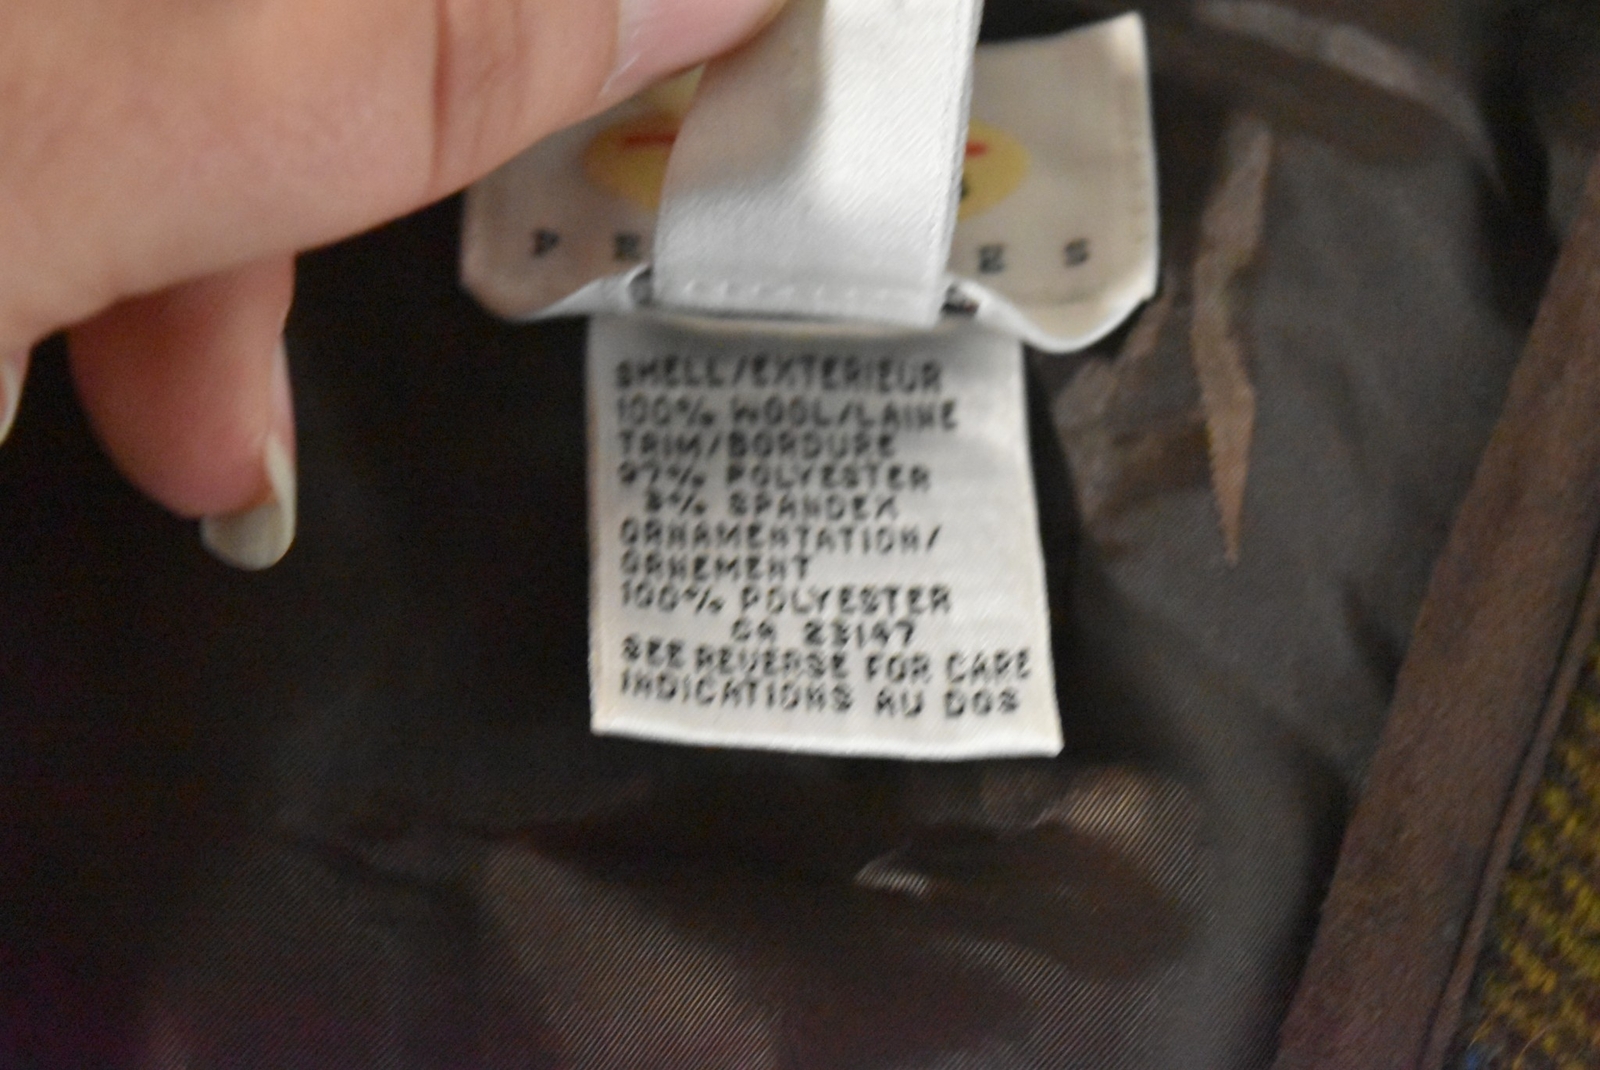 SHELL/EXTERIEUR
100% WOOL/LAINE
TRIM/BORDURE
97% POLYESTER
3% SPANDEX
ORNAMENTATION/
ORNEMENT
100% POLYESTER
CA 23147
SEE REVERSE FOR CARE
INDICATIONS AU DOS